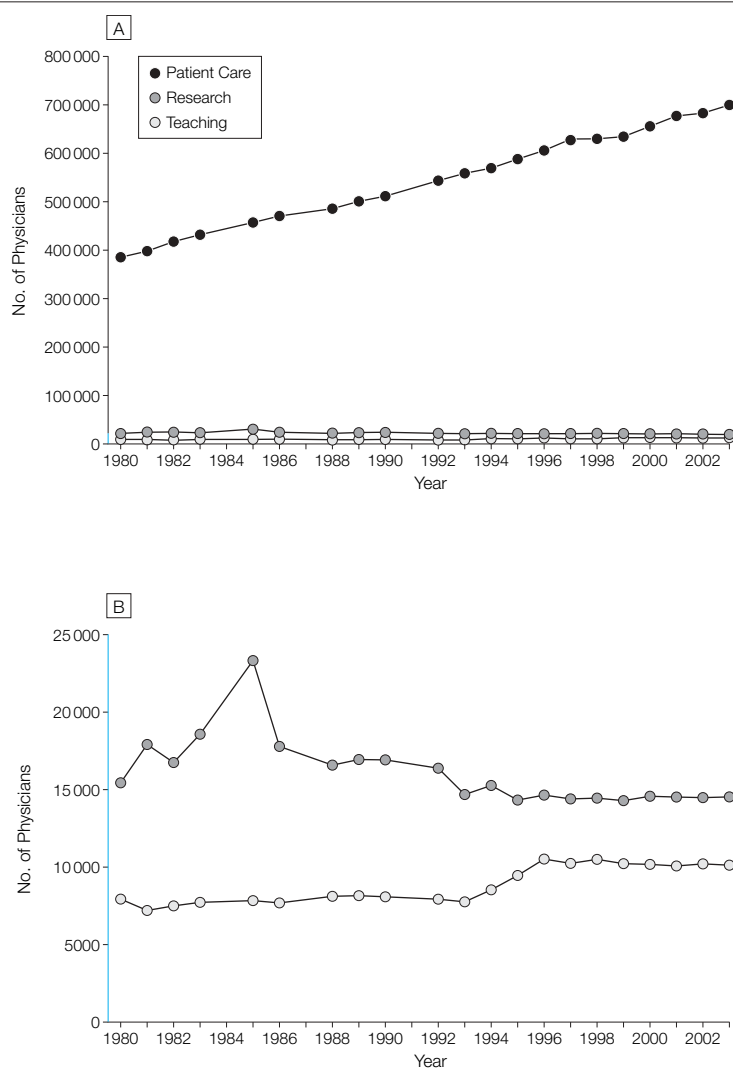 A
800 000
700 000
600 000
500 000
400 000
300 000
200 000
100 000
0
No. of Physicians
Patient Care
Research
Teaching
1980 1982 1984 1986 1988 1990 1992 1994 1996 1998 2000 2002
Year
B
25 000
20 000
15 000
10 000
5000
0
No. of Physicians
1980 1982 1984 1986 1988 1990 1992 1994 1996 1998 2000 2002
Year